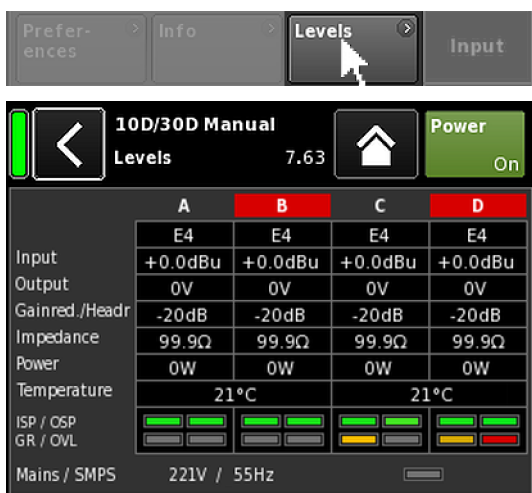 Prefer- Info Levels Input
ences
10D/30D Manual Power
Levels 7.63 On
A B C D
E4 E4 E4 E4
Input +0.0dBu +0.0dBu +0.0dBu +0.0dBu
Output 0V 0V 0V 0V
Gainred./Headr -20dB -20dB -20dB -20dB
Impedance 99.9Ω 99.9Ω 99.9Ω 99.9Ω
Power 0W 0W 0W 0W
Temperature 21°C 21°C
ISP / OSP
GR / OVL
Mains / SMPS 221V / 55Hz